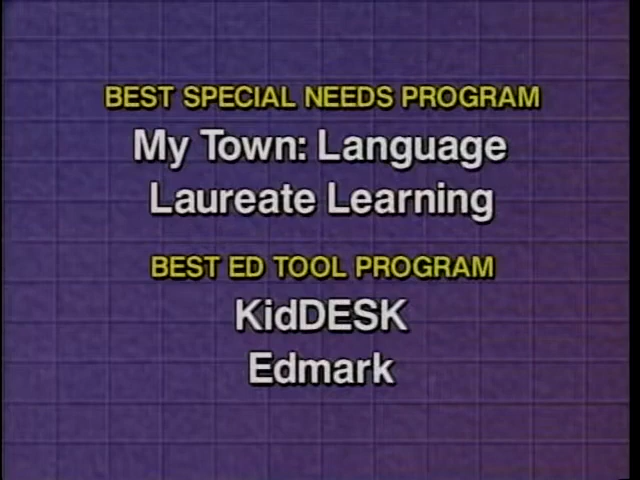 BEST SPECIAL NEEDS PROGRAM
My Town: Language
Laureate Learning
BEST ED TOOL PROGRAM
KidDESK
Edmark